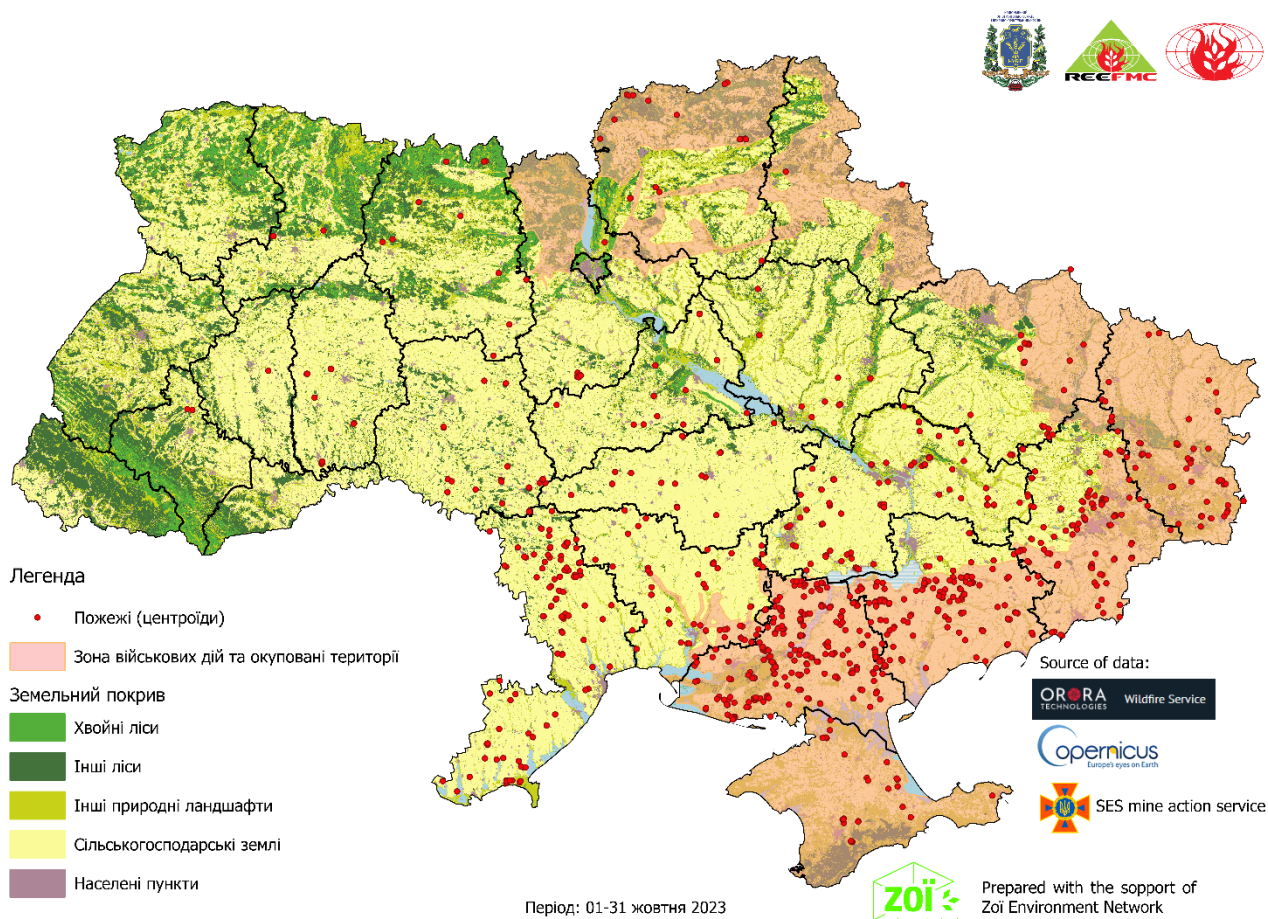 REEFMC
Легенда
Пожежі (центроїди)
Зона військових дій та окуповані території
Земельний покрив
Хвойні ліси
Інші ліси
Інші природні ландшафти
Сільськогосподарські землі
Населені пункти
Період: 01-31 жовтня 2023
Source of data:
ORORA
TECHNOLOGIES
Wildfire Service
opernicus
Europe's eyes on Earth
SES mine action service
zoï
Prepared with the sopport of
Zoï Environment Network